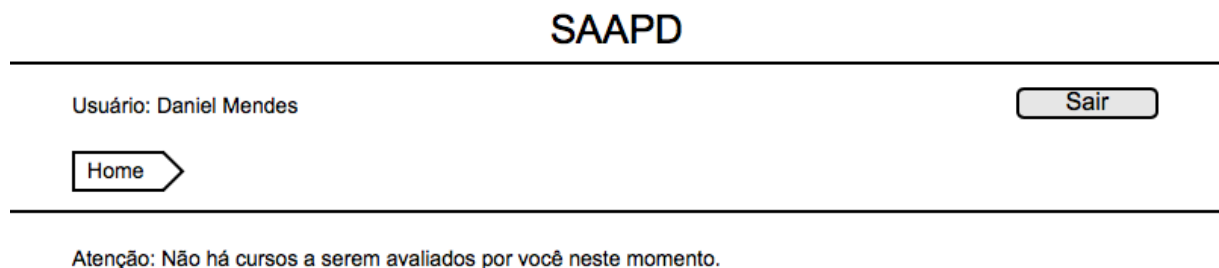 SAAPD
Usuário: Daniel Mendes
Sair
Home
Atenção: Não há cursos a serem avaliados por você neste momento.